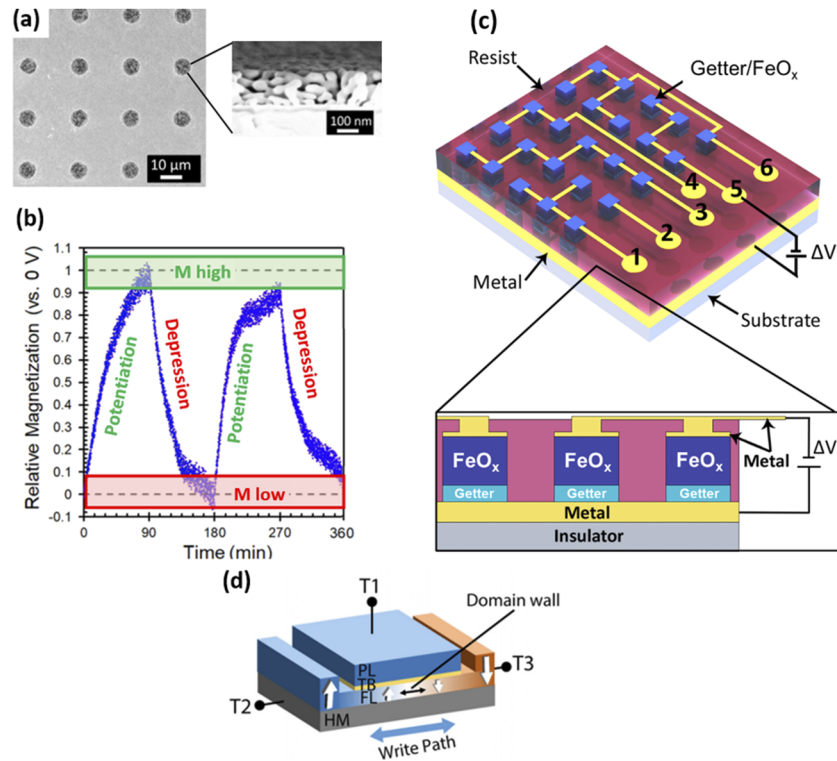 (a)
10 µm
100 nm
(b)
Relative Magnetization (vs. 0 V)
1.1
1
0.9
0.8
0.7
0.6
0.5
0.4
0.3
0.2
0.1
0
-0.1
M high
Potentiation
Depression
Potentiation
Depression
M low
0
90
180
270
360
Time (min)
(c)
Resist
Getter/FeOₓ
6
5
4
3
2
1
ΔV
Metal
Substrate
FeOₓ
FeOₓ
FeOₓ
Metal
ΔV
Getter
Getter
Getter
Metal
Insulator
(d)
T1
Domain wall
T3
PL
TB
FL
T2
HM
Write Path